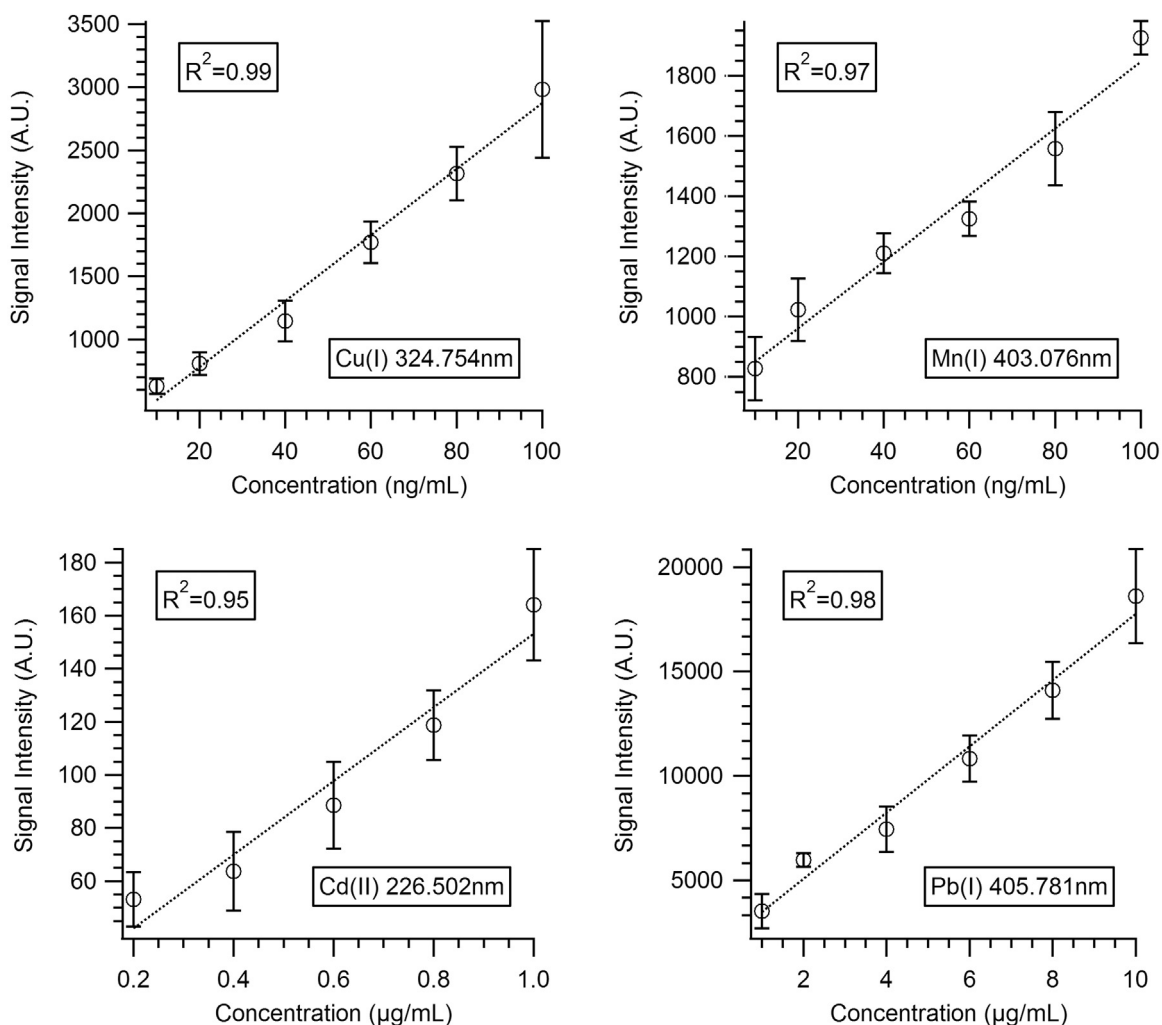 3500
3000
2500
2000
1500
1000
Signal Intensity (A.U.)
R2=0.99
Cu(I) 324.754nm
20 40 60 80 100
Concentration (ng/mL)
1800
1600
1400
1200
1000
800
Signal Intensity (A.U.)
R2=0.97
Mn(I) 403.076nm
20 40 60 80 100
Concentration (ng/mL)
180
160
140
120
100
80
60
Signal Intensity (A.U.)
R2=0.95
Cd(II) 226.502nm
0.2 0.4 0.6 0.8 1.0
Concentration (µg/mL)
20000
15000
10000
5000
Signal Intensity (A.U.)
R2=0.98
Pb(I) 405.781nm
2 4 6 8 10
Concentration (µg/mL)